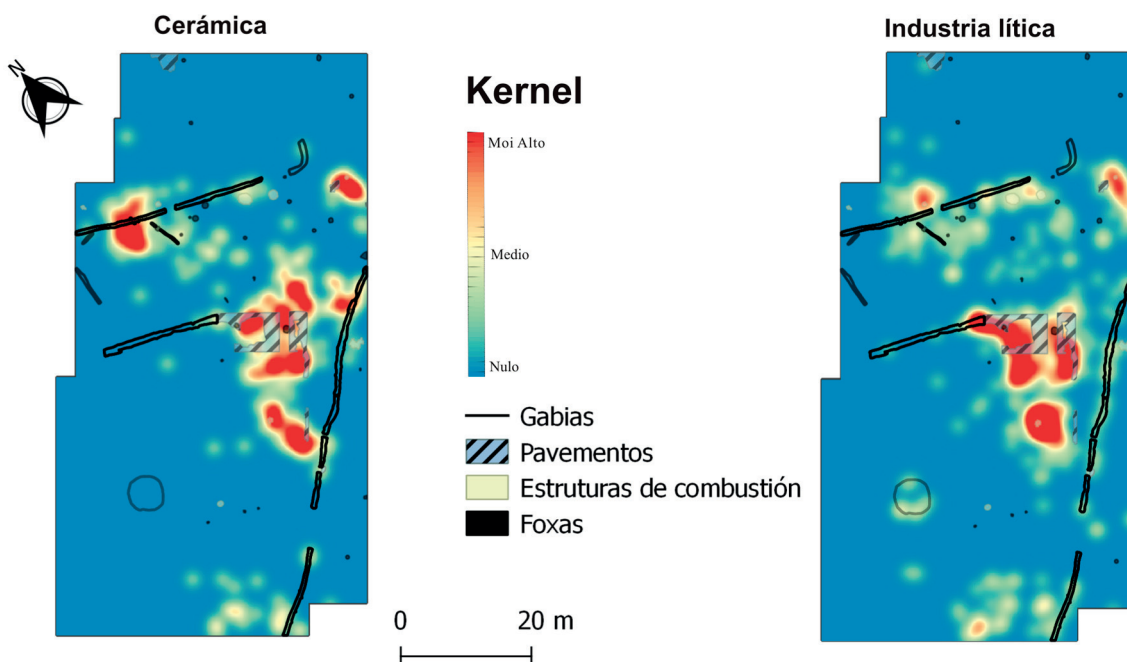 Cerámica
Industria lítica
N
Kernel
Moi Alto
Medio
Nulo
Gabias
Pavementos
Estruturas de combustión
Foxas
0 20 m